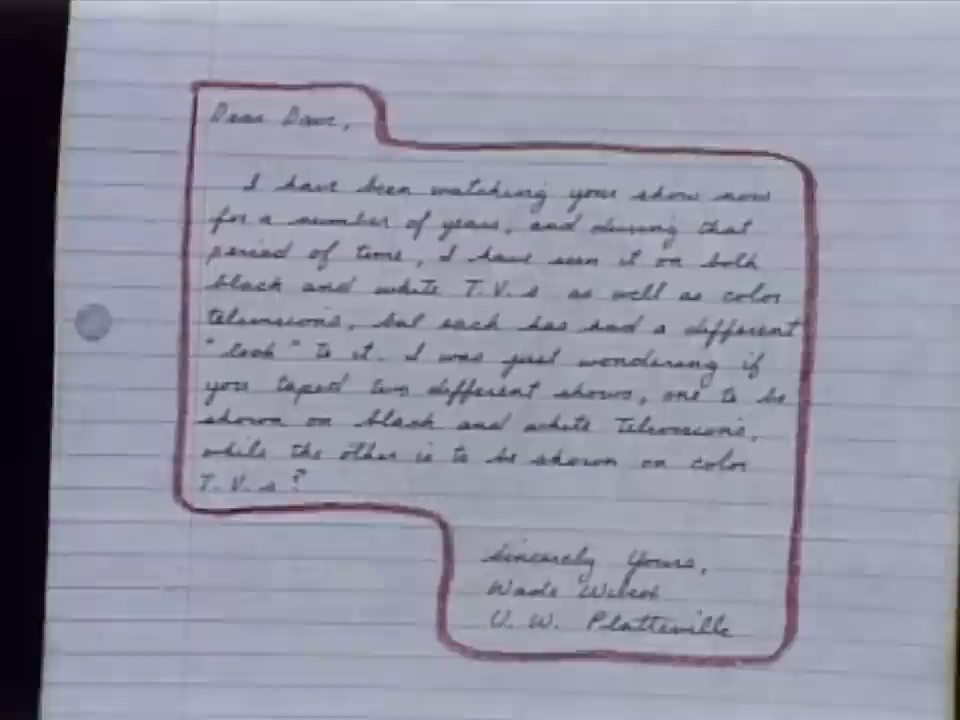 Dear Dave,
I have been watching your show now
for a number of years, and during that
period of time, I have seen it on both
black and white T.V.s as well as color
televisions, but each has had a different
"look" to it. I was just wondering if
you taped two different shows, one to be
shown on black and white televisions,
while the other is to be shown on color
T.V.s?
Sincerely Yours,
Wade
U.W. Platteville